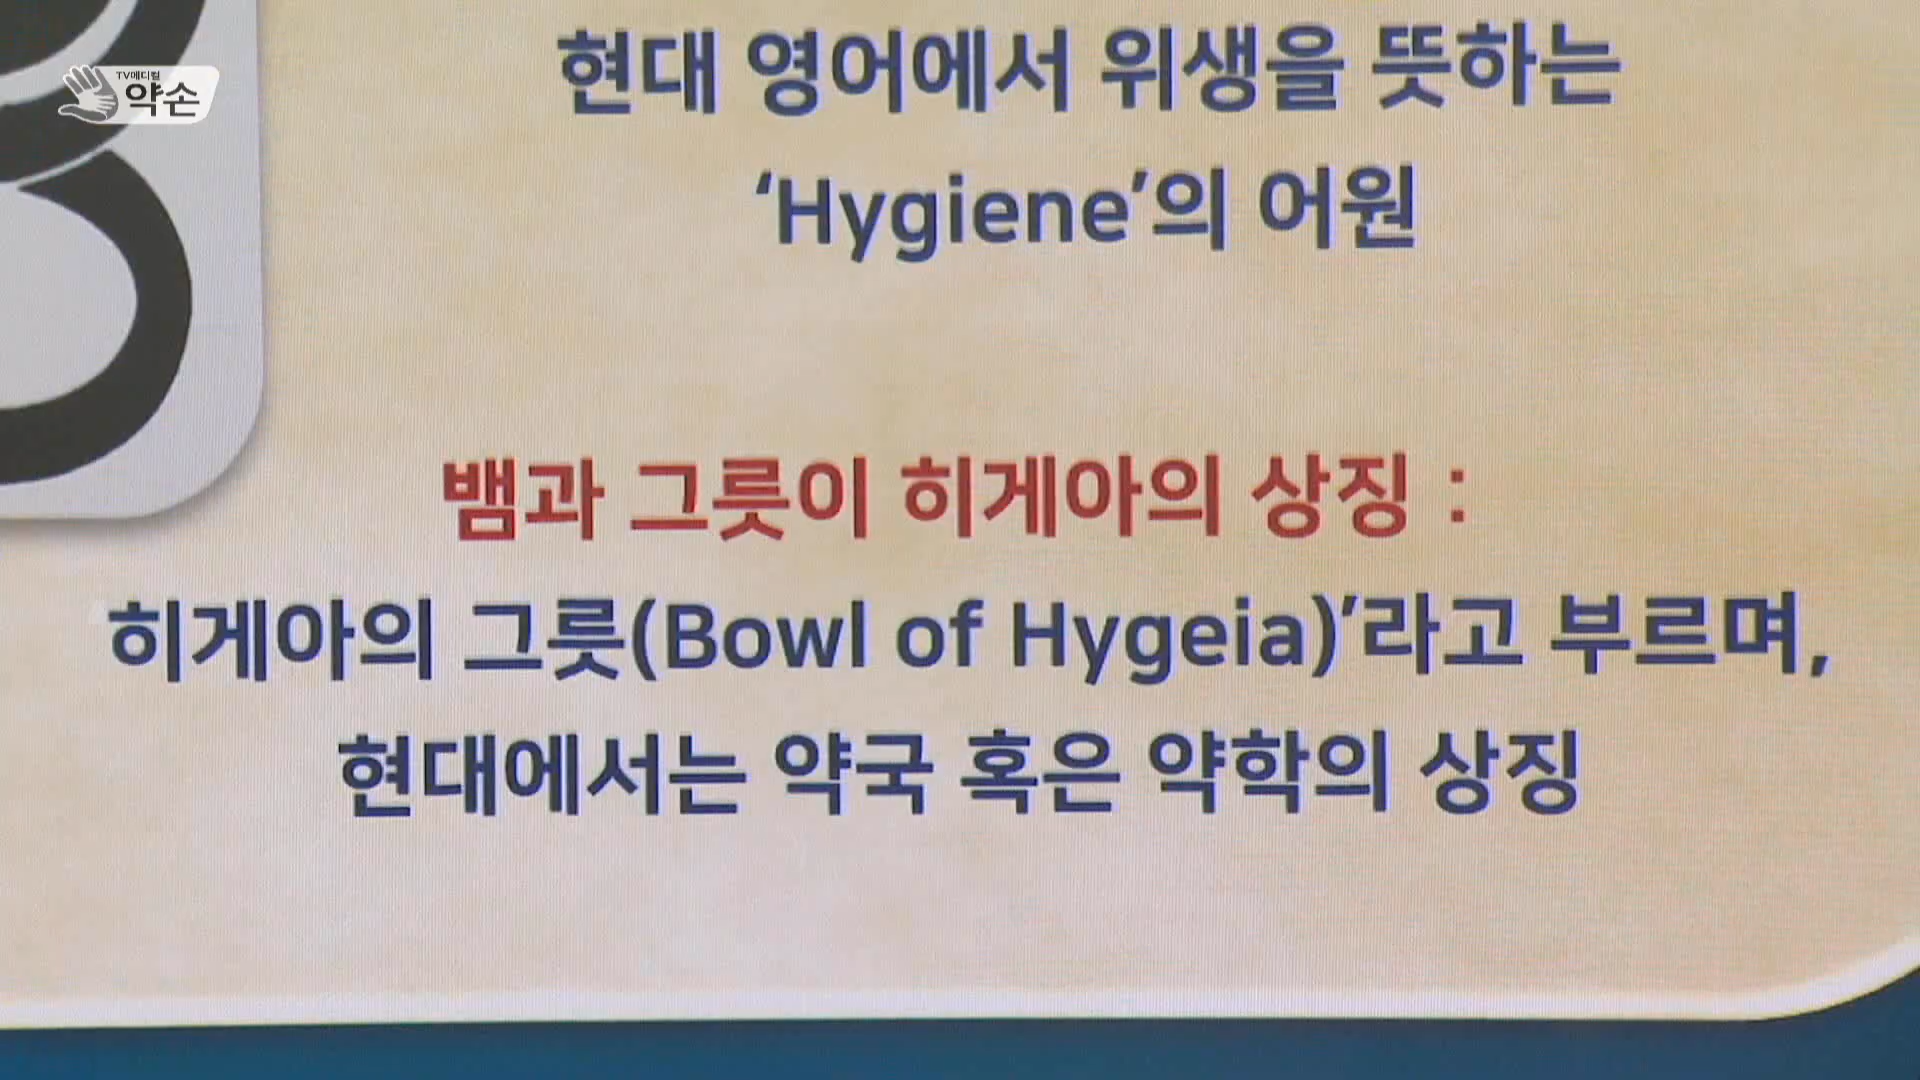 TV메디컬
약손
현대 영어에서 위생을 뜻하는
‘Hygiene’의 어원
뱀과 그릇이 히게아의 상징 :
히게아의 그릇(Bowl of Hygeia)’라고 부르며,
현대에서는 약국 혹은 약학의 상징